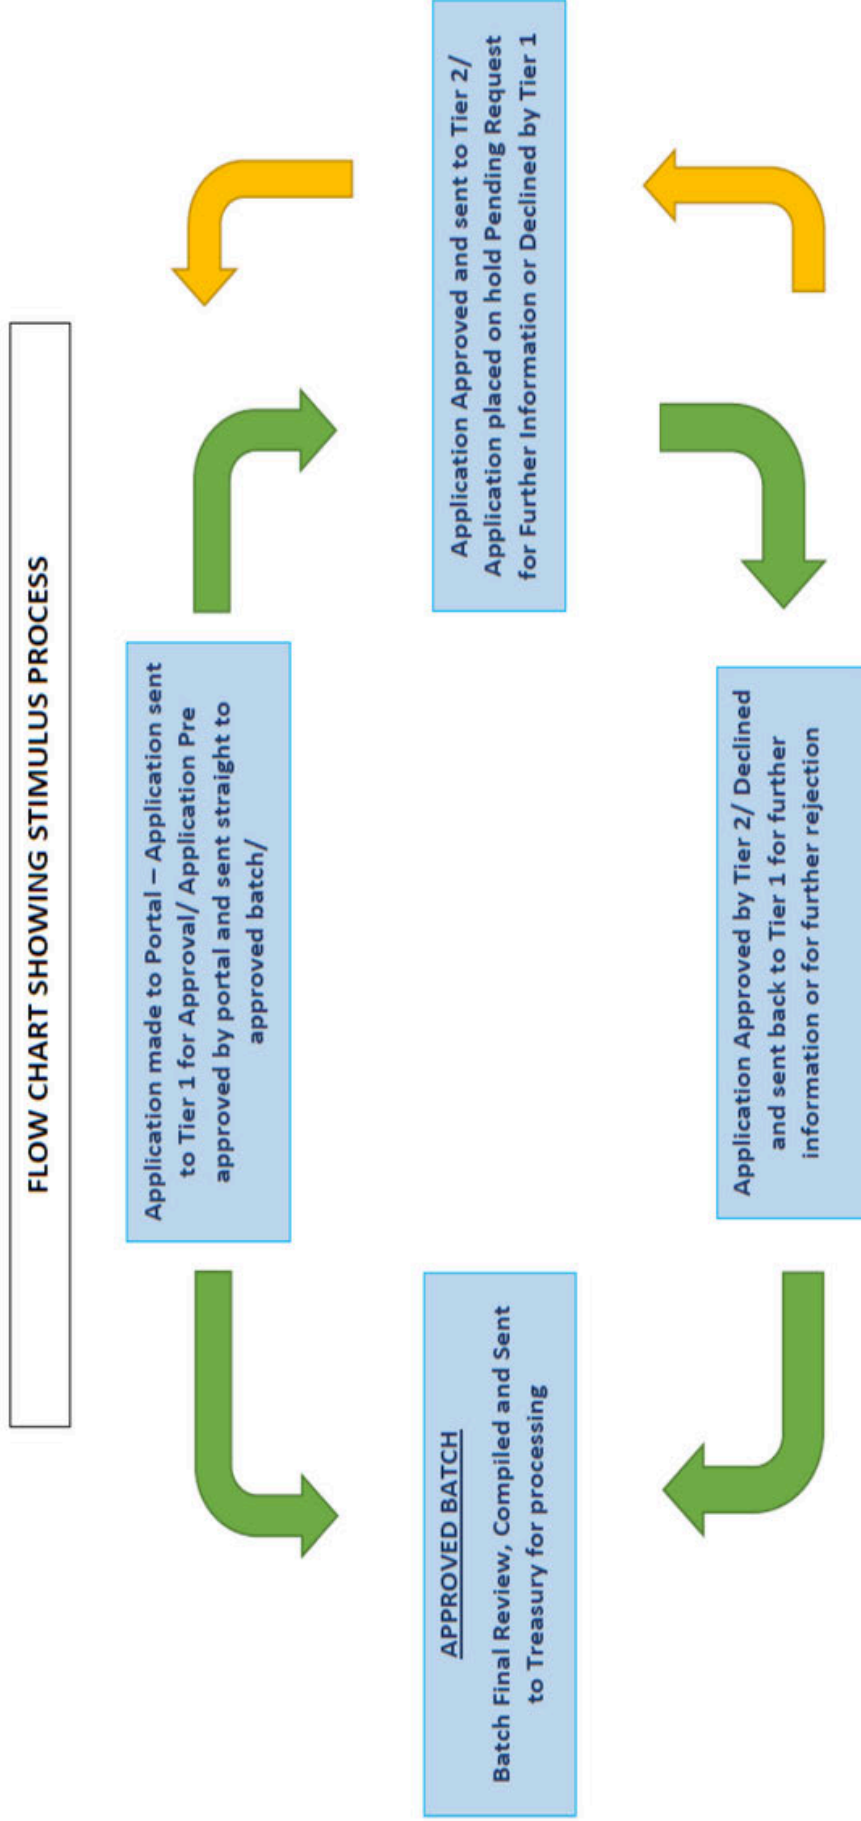 FLOW CHART SHOWING STIMULUS PROCESS
Application made to Portal – Application sent
to Tier 1 for Approval/ Application Pre
approved by portal and sent straight to
approved batch/
APPROVED BATCH
Batch Final Review, Compiled and Sent
to Treasury for processing
Application Approved and sent to Tier 2/
Application placed on hold Pending Request
for Further Information or Declined by Tier 1
Application Approved by Tier 2/ Declined
and sent back to Tier 1 for further
information or for further rejection